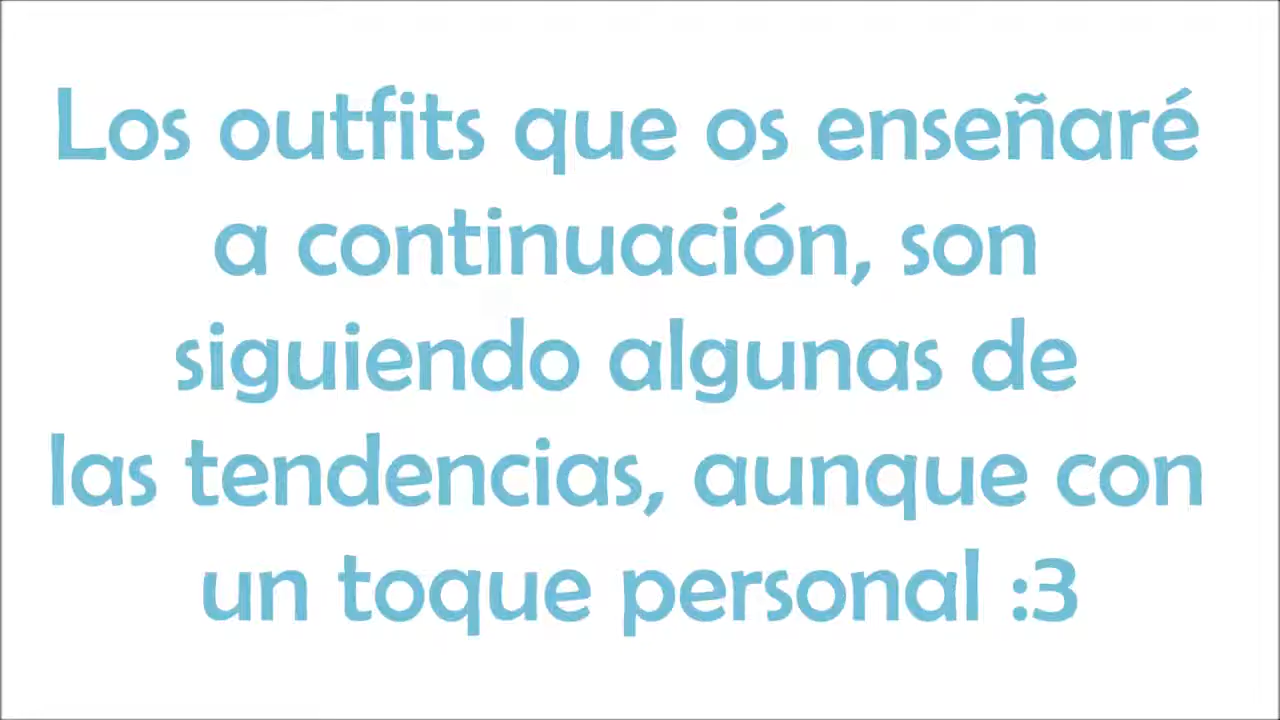 Los outfits que os enseñaré
a continuación, son
siguiendo algunas de
las tendencias, aunque con
un toque personal :3